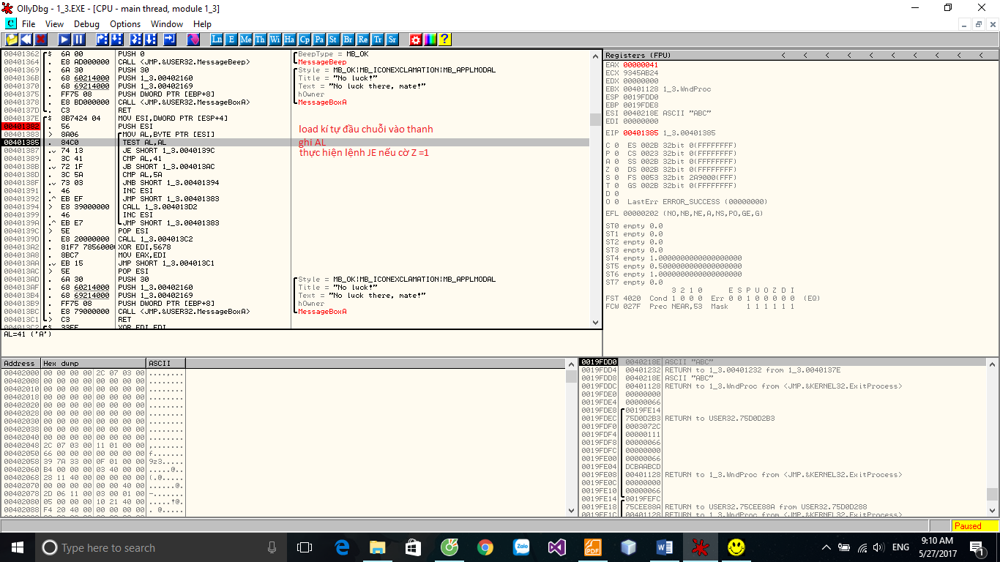 OllyDbg - 1_3.EXE - [CPU - main thread, module 1_3]
C File View Debug Options Window Help
Ln E Me Th Wi Ha Cp Pa St Br Re Tr Sr ?
00401362 $ 6A 00 PUSH 0 BeepType = MB_OK
00401364 . E8 AD000000 CALL <JMP.&USER32.MessageBeep> MessageBeep
00401369 . 6A 30 PUSH 30 Style = MB_OK|MB_ICONEXCLAMATION|MB_APPLMODAL
0040136B . 68 60214000 PUSH 1_3.00402160 Title = "No luck!"
00401370 . 68 69214000 PUSH 1_3.00402169 Text = "No luck there, mate!"
00401375 . FF75 08 PUSH DWORD PTR [EBP+8] hOwner
00401378 . E8 BD000000 CALL <JMP.&USER32.MessageBoxA> MessageBoxA
0040137D . C3 RET
0040137E $ 8B7424 04 MOV ESI,DWORD PTR [ESP+4]
00401382 . 56 PUSH ESI
00401383 > 8A06 MOV AL,BYTE PTR [ESI]
00401385 . 84C0 TEST AL,AL
00401387 .v 74 13 JE SHORT 1_3.0040139C
00401389 . 3C 41 CMP AL,41
0040138B .v 72 1F JB SHORT 1_3.004013AC
0040138D . 3C 5A CMP AL,5A
0040138F .v 73 03 JNB SHORT 1_3.00401394
00401391 . 46 INC ESI
00401392 .^ EB EF JMP SHORT 1_3.00401383
00401394 > E8 39000000 CALL 1_3.004013D2
00401399 . 46 INC ESI
0040139A .^ EB E7 JMP SHORT 1_3.00401383
0040139C > 5E POP ESI
0040139D . E8 20000000 CALL 1_3.004013C2
004013A2 . 81F7 78560000 XOR EDI,5678
004013A8 . 8BC7 MOV EAX,EDI
004013AA .v EB 15 JMP SHORT 1_3.004013C1
004013AC > 5E POP ESI
004013AD . 6A 30 PUSH 30 Style = MB_OK|MB_ICONEXCLAMATION|MB_APPLMODAL
004013AF . 68 60214000 PUSH 1_3.00402160 Title = "No luck!"
004013B4 . 68 69214000 PUSH 1_3.00402169 Text = "No luck there, mate!"
004013B9 . FF75 08 PUSH DWORD PTR [EBP+8] hOwner
004013BC . E8 79000000 CALL <JMP.&USER32.MessageBoxA> MessageBoxA
004013C1 > C3 RET
004013C2 $ 33FF XOR EDI,EDI
load kí tự đầu chuỗi vào thanh
ghi AL
thực hiện lệnh JE nếu cờ Z =1
AL=41 ('A')
Registers (FPU) < < < < < < < < < <
EAX 00000041
ECX 9345AB24
EDX 00000000
EBX 00401128 1_3.WndProc
ESP 0019FDD0
EBP 0019FDE8
ESI 0040218E ASCII "ABC"
EDI 00000000
EIP 00401385 1_3.00401385
C 0 ES 002B 32bit 0(FFFFFFFF)
P 0 CS 0023 32bit 0(FFFFFFFF)
A 0 SS 002B 32bit 0(FFFFFFFF)
Z 0 DS 002B 32bit 0(FFFFFFFF)
S 0 FS 0053 32bit 2A9000(FFF)
T 0 GS 002B 32bit 0(FFFFFFFF)
D 0
O 0 LastErr ERROR_SUCCESS (00000000)
EFL 00000202 (NO,NB,NE,A,NS,PO,GE,G)
ST0 empty 0.0
ST1 empty 0.0
ST2 empty 0.0
ST3 empty 0.0
ST4 empty 1.0000000000000000000
ST5 empty 0.5000000000000000000
ST6 empty 1.0000000000000000000
ST7 empty 0.0
3 2 1 0 E S P U O Z D I
FST 4020 Cond 1 0 0 0 Err 0 0 1 0 0 0 0 0 (EQ)
FCW 027F Prec NEAR,53 Mask 1 1 1 1 1 1
Address Hex dump ASCII
00402000 00 00 00 00 2C 07 03 00 ....,...
00402008 00 00 00 00 00 00 00 00 ........
00402010 00 00 00 00 00 00 00 00 ........
00402018 00 00 00 00 00 00 00 00 ........
00402020 00 00 00 00 00 00 00 00 ........
00402028 00 00 00 00 00 00 00 00 ........
00402030 00 00 00 00 00 00 00 00 ........
00402038 00 00 00 00 00 00 00 00 ........
00402040 00 00 00 00 00 00 00 00 ........
00402048 2C 07 03 00 11 01 00 00 ,.......
00402050 66 00 00 00 00 00 00 00 f.......
00402058 39 7A 33 00 0F 01 00 00 9z3.....
00402060 B4 00 00 00 03 40 00 00 .....@..
00402068 28 11 40 00 00 00 00 00 (.@.....
00402070 00 00 00 00 00 00 40 00 ......@.
00402078 2D 06 11 00 03 00 01 00 -.......
00402080 05 00 00 00 10 21 40 00 .....!@.
00402088 F4 20 40 00 00 00 00 00 . @.....
0019FDD0 0040218E ASCII "ABC"
0019FDD4 00401232 RETURN to 1_3.00401232 from 1_3.0040137E
0019FDD8 0040218E ASCII "ABC"
0019FDDC 00401128 RETURN to 1_3.WndProc from <JMP.&KERNEL32.ExitProcess>
0019FDE0 00000000
0019FDE4 00000066
0019FDE8 0019FE14
0019FDEC 75D0D2B3 RETURN to USER32.75D0D2B3
0019FDF0 0003072C
0019FDF4 00000111
0019FDF8 00000066
0019FDFC 00000000
0019FE00 00000066
0019FE04 DCBAABCD
0019FE08 00401128 RETURN to 1_3.WndProc from <JMP.&KERNEL32.ExitProcess>
0019FE0C 00000000
0019FE10 00000066
0019FE14 0019FEFC
0019FE18 75CEE88A RETURN to USER32.75CEE88A from USER32.75D0D288
0019FE1C 00401128 RETURN to 1_3.WndProc from <JMP.&KERNEL32.ExitProcess>
Paused
Type here to search
Zalo
PDF
ENG
9:10 AM
5/27/2017
1